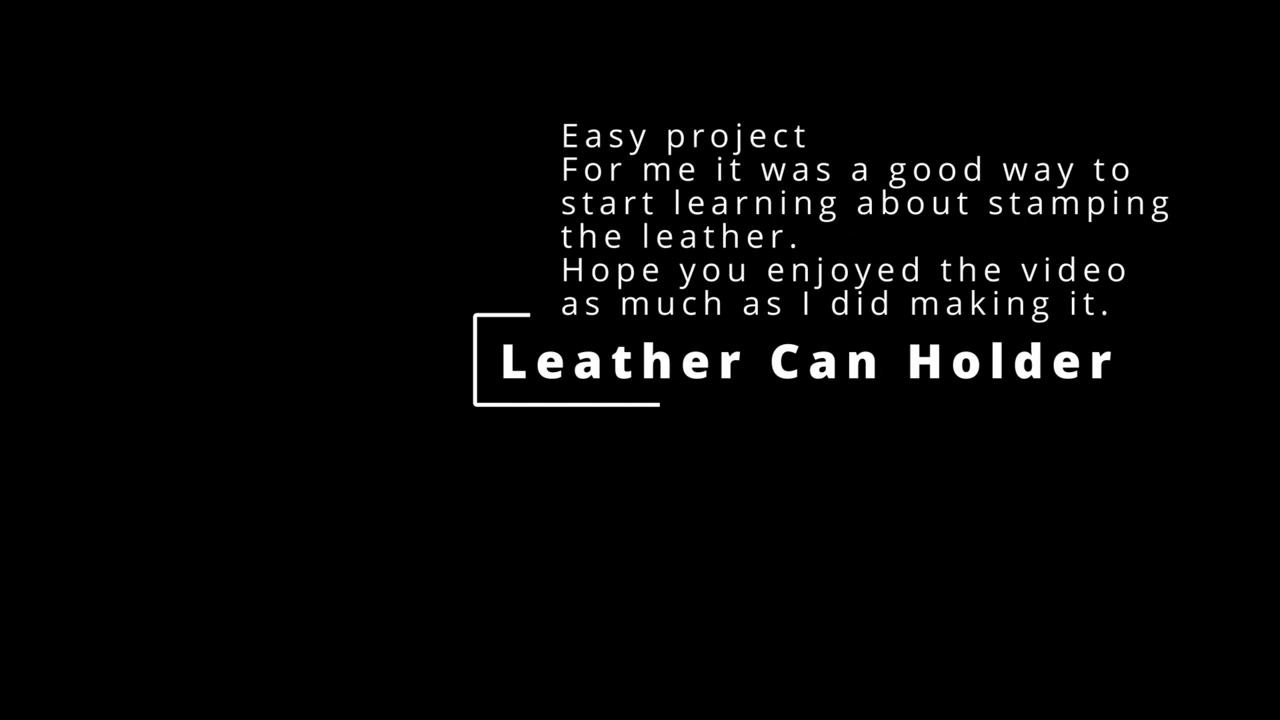 Easy project
For me it was a good way to
start learning about stamping
the leather.
Hope you enjoyed the video
as much as I did making it.
Leather Can Holder